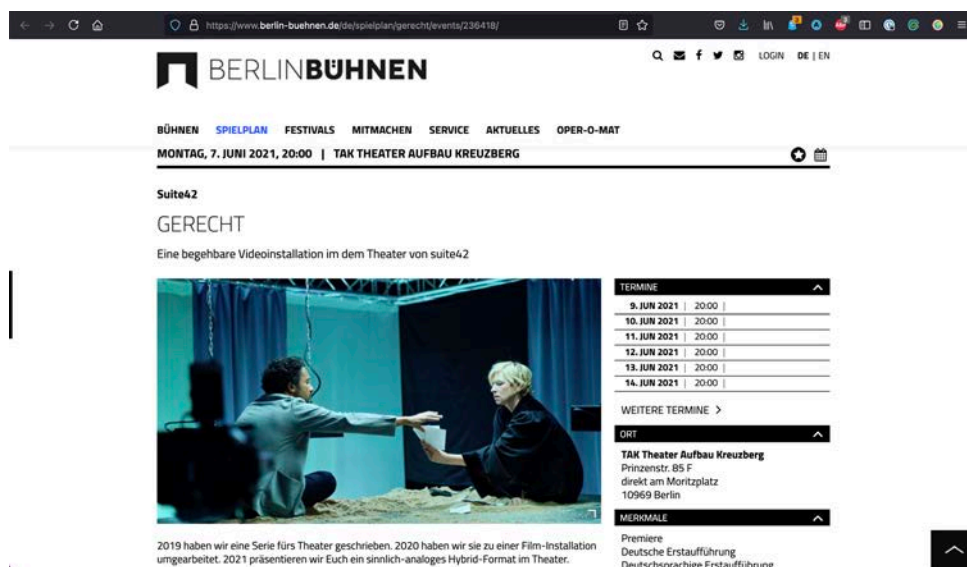 https://www.berlin-buehnen.de/de/spielplan/gerecht/events/236418/
BERLINBÜHNEN
LOGIN DE | EN
BÜHNEN SPIELPLAN FESTIVALS MITMACHEN SERVICE AKTUELLES OPER-O-MAT
MONTAG, 7. JUNI 2021, 20:00 | TAK THEATER AUFBAU KREUZBERG
Suite42
GERECHT
Eine begehbare Videoinstallation im dem Theater von suite42
TERMINE
9. JUN 2021 | 20:00 |
10. JUN 2021 | 20:00 |
11. JUN 2021 | 20:00 |
12. JUN 2021 | 20:00 |
13. JUN 2021 | 20:00 |
14. JUN 2021 | 20:00 |
WEITERE TERMINE >
ORT
TAK Theater Aufbau Kreuzberg
Prinzenstr. 85 F
direkt am Moritzplatz
10969 Berlin
MERKMALE
Premiere
Deutsche Erstaufführung
Deutschsprachige Erstaufführung
2019 haben wir eine Serie fürs Theater geschrieben. 2020 haben wir sie zu einer Film-Installation
umgearbeitet. 2021 präsentieren wir Euch ein sinnlich-analoges Hybrid-Format im Theater.